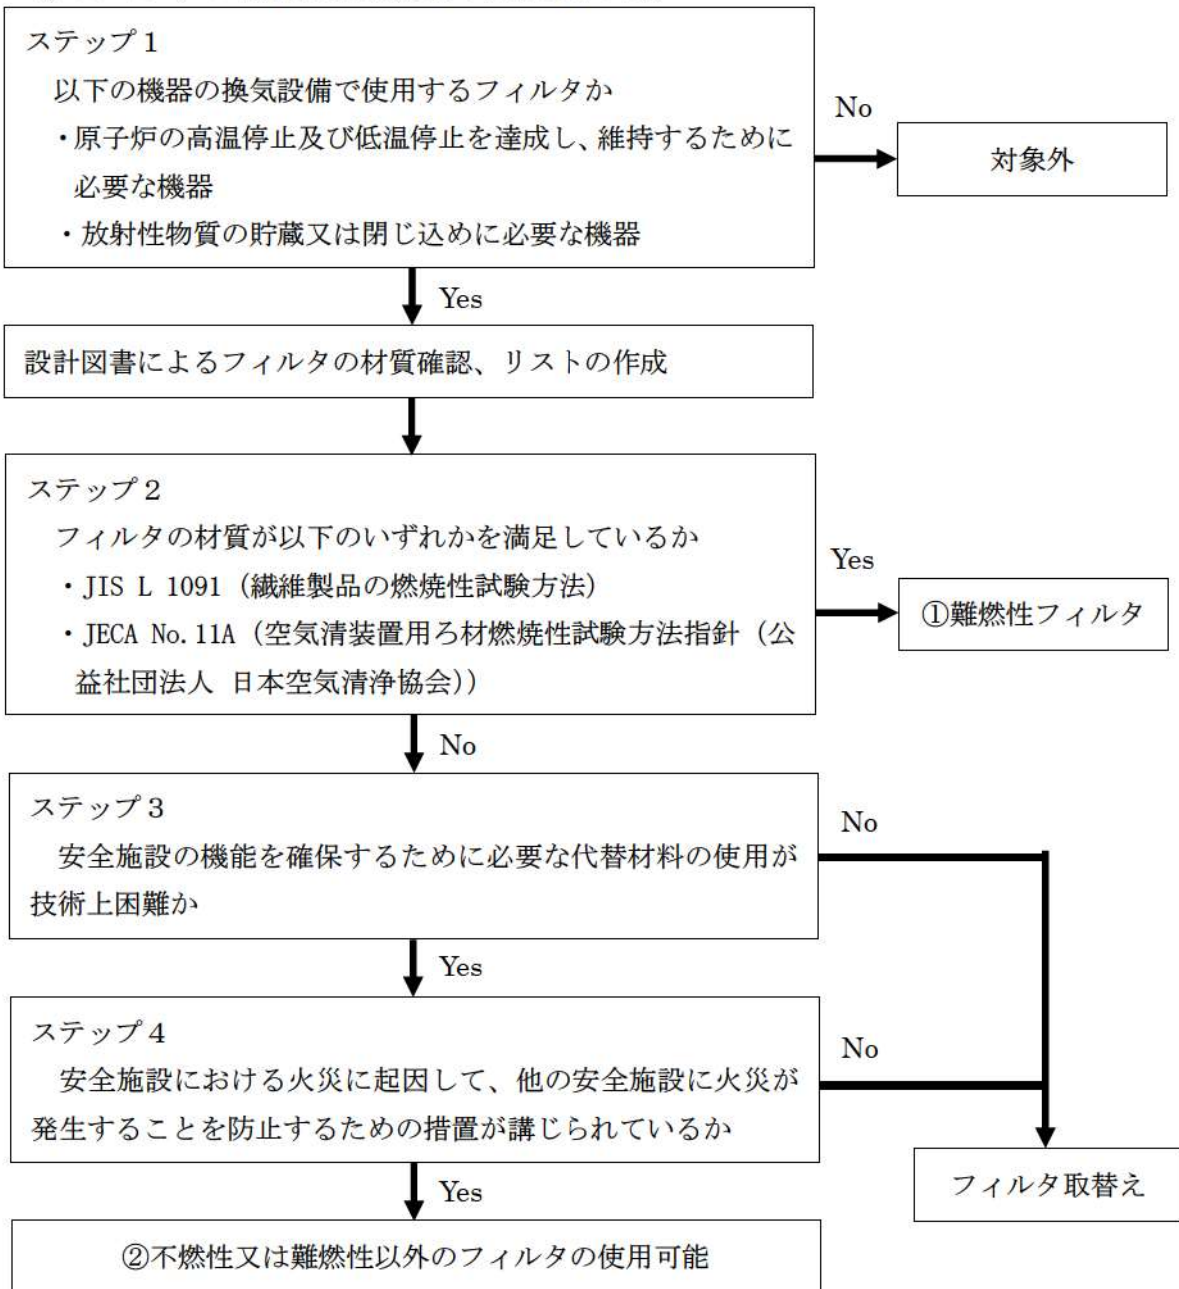 ステップ1
以下の機器の換気設備で使用するフィルタか
・原子炉の高温停止及び低温停止を達成し、維持するために
必要な機器
・放射性物質の貯蔵又は閉じ込めに必要な機器
No
対象外
Yes
設計図書によるフィルタの材質確認、リストの作成
ステップ2
フィルタの材質が以下のいずれかを満足しているか
・JIS L 1091（繊維製品の燃焼性試験方法）
・JECA No.11A（空気清装置用ろ材燃焼性試験方法指針（公
益社団法人 日本空気清浄協会））
Yes
①難燃性フィルタ
No
ステップ3
安全施設の機能を確保するために必要な代替材料の使用が
技術上困難か
No
Yes
ステップ4
安全施設における火災に起因して、他の安全施設に火災が
発生することを防止するための措置が講じられているか
No
フィルタ取替え
Yes
②不燃性又は難燃性以外のフィルタの使用可能